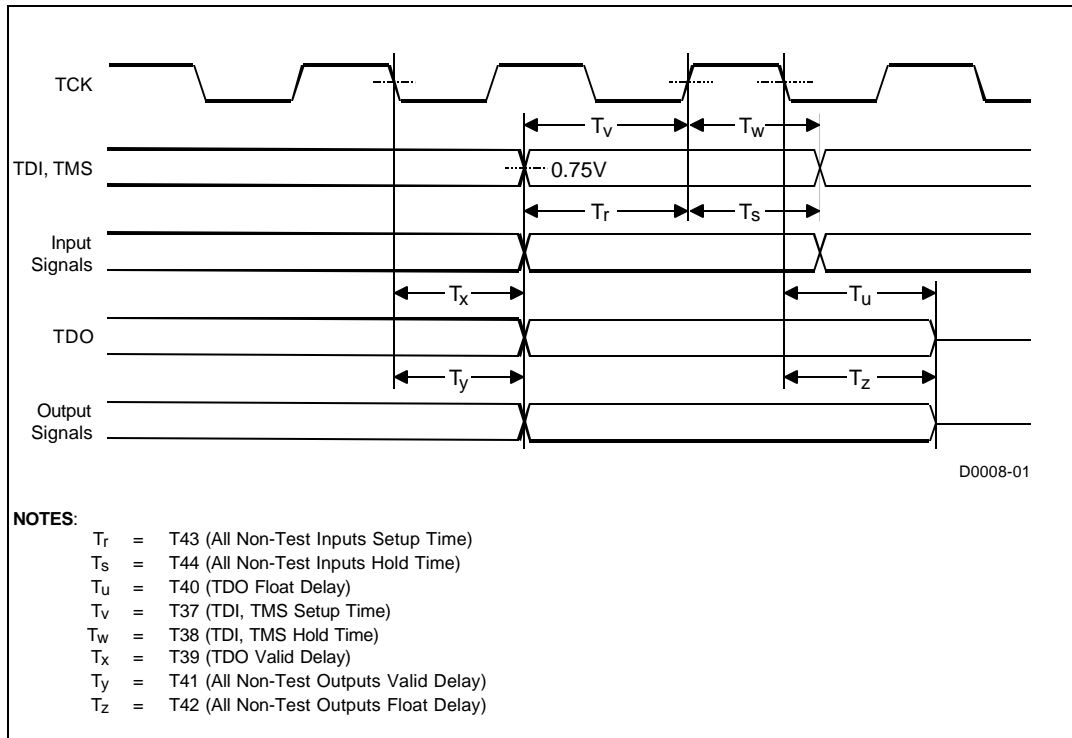 TCK
Tv Tw
TDI, TMS
0.75V
Tr Ts
Input
Signals
Tx Tu
TDO
Ty Tz
Output
Signals
D0008-01
NOTES:
Tr = T43 (All Non-Test Inputs Setup Time)
Ts = T44 (All Non-Test Inputs Hold Time)
Tu = T40 (TDO Float Delay)
Tv = T37 (TDI, TMS Setup Time)
Tw = T38 (TDI, TMS Hold Time)
Tx = T39 (TDO Valid Delay)
Ty = T41 (All Non-Test Outputs Valid Delay)
Tz = T42 (All Non-Test Outputs Float Delay)